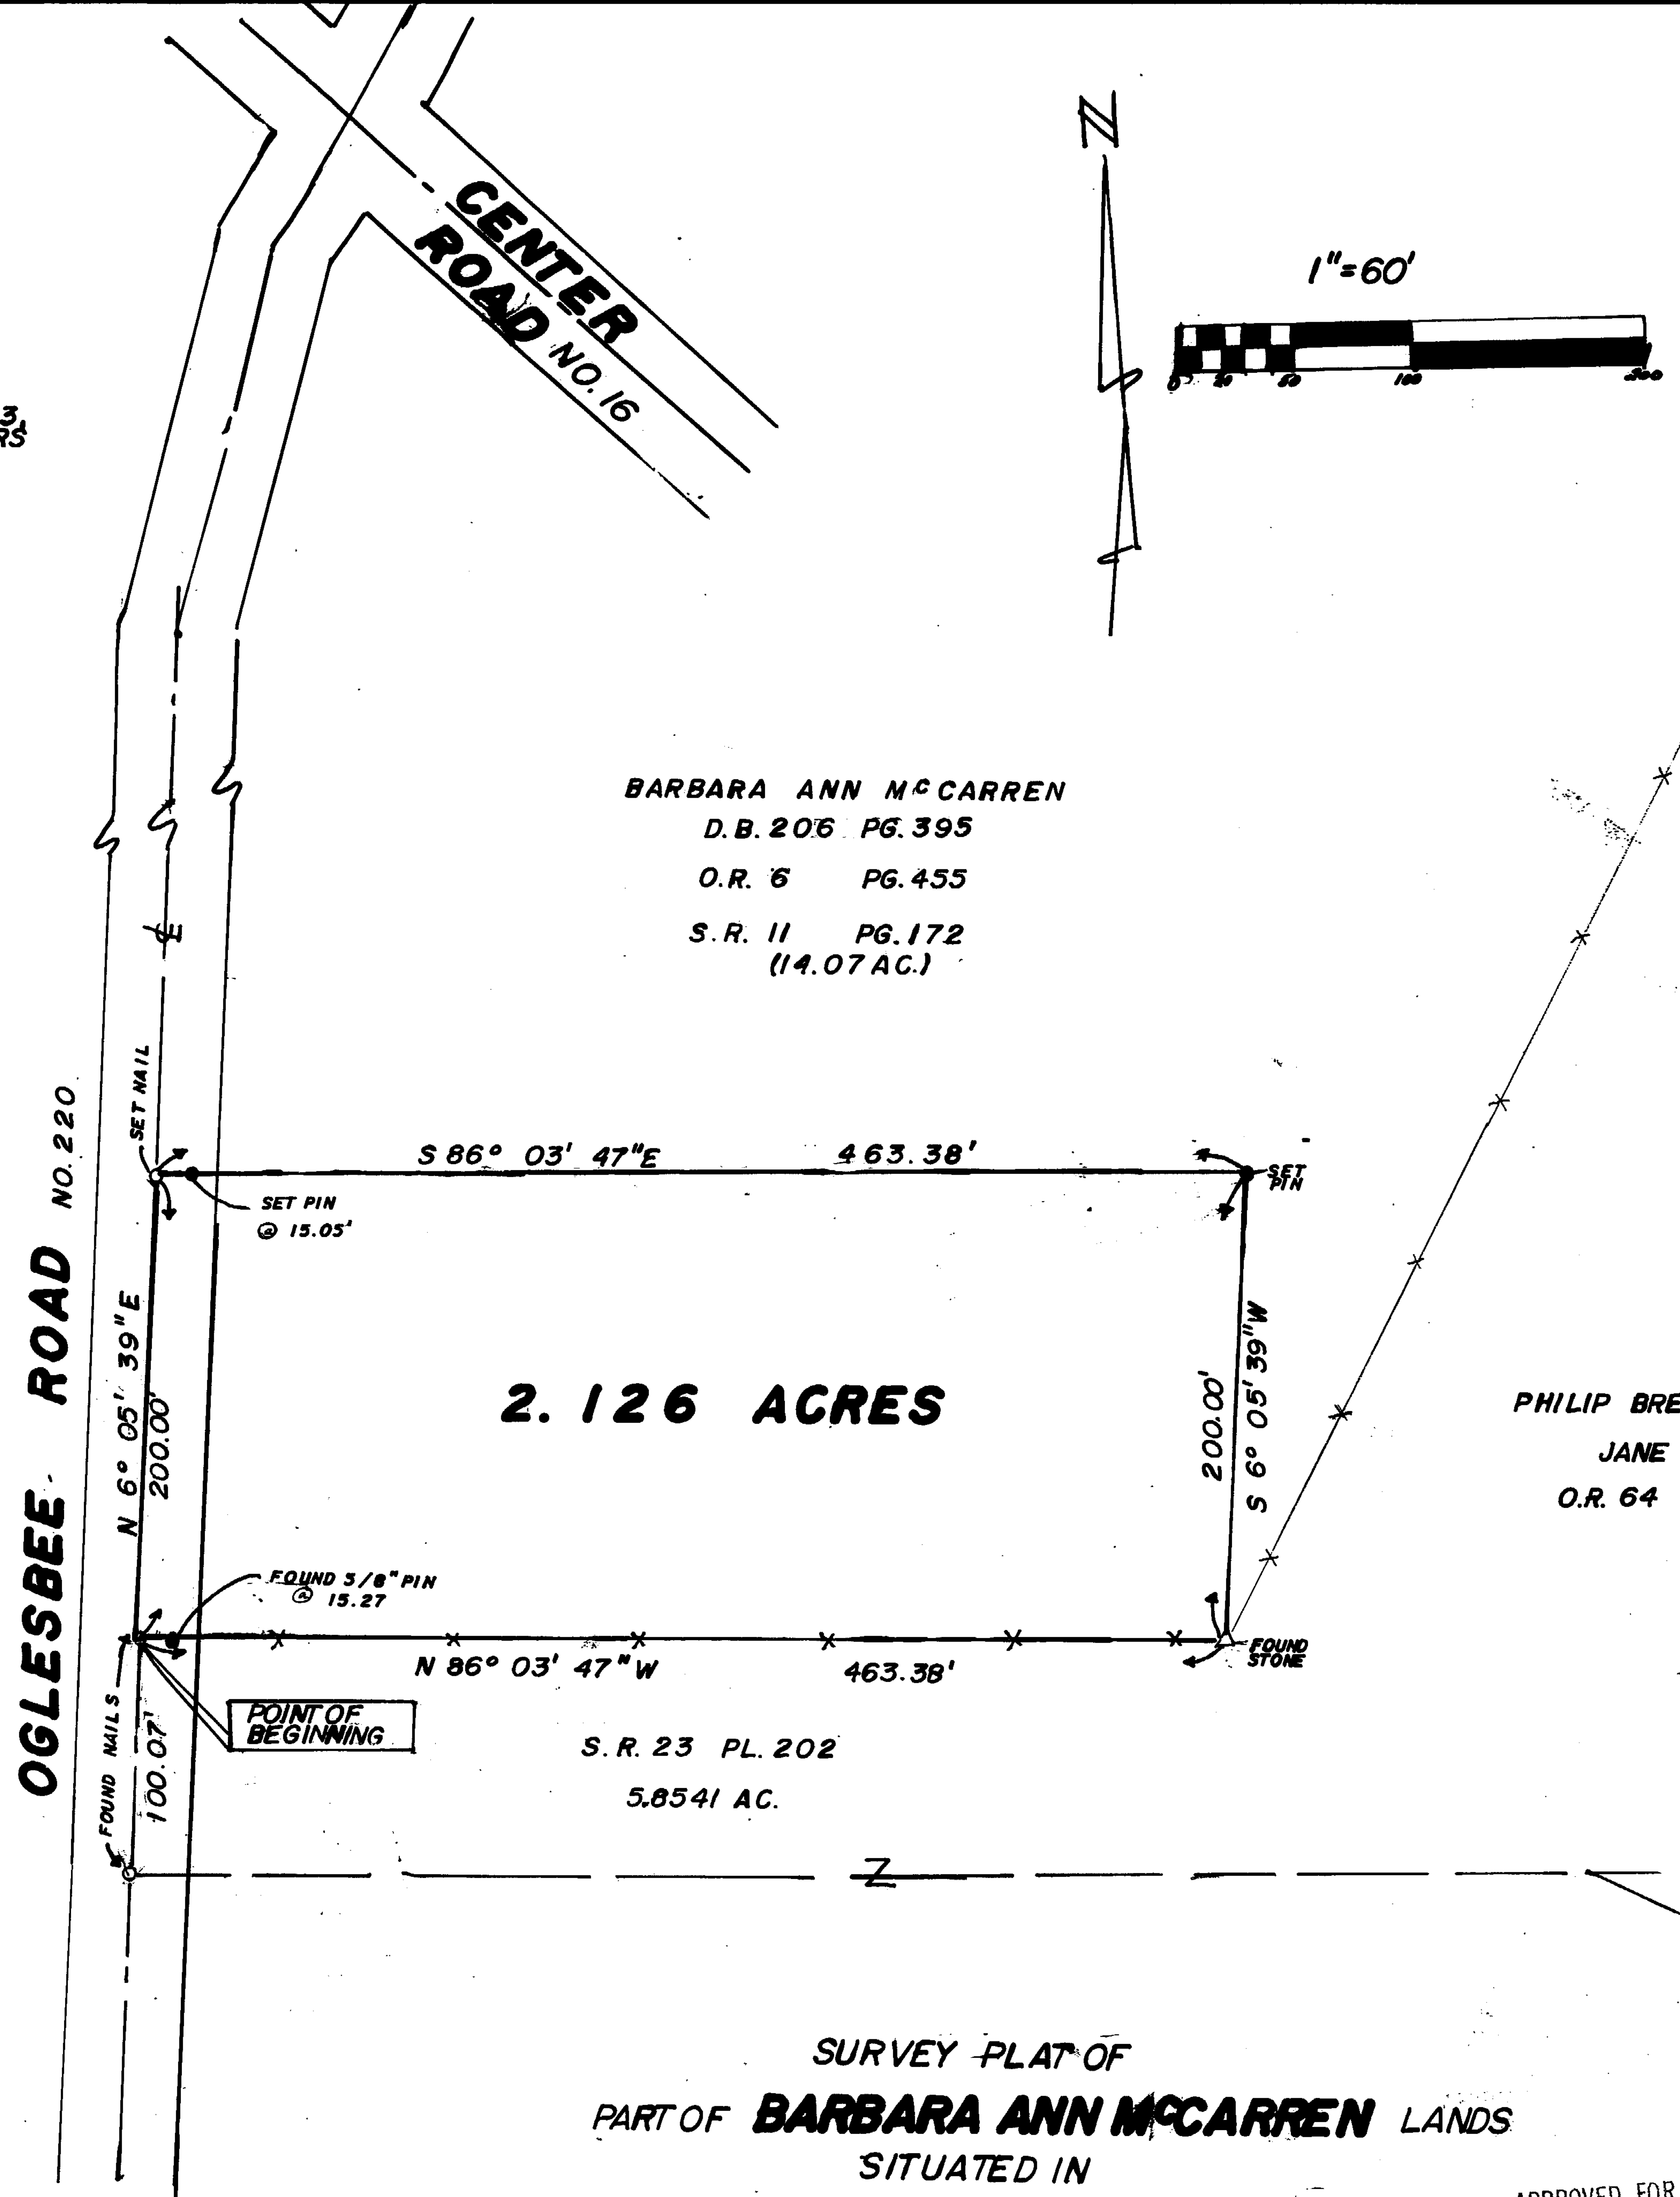 N
1"=60'
0 20 50 100 200
CENTER
ROAD NO.16
3
RS
BARBARA ANN McCARREN
D.B. 206 PG. 395
O.R. 6 PG. 455
S.R. 11 PG. 172
(14.07 AC.)
℄
SET NAIL
S 86° 03' 47"E 463.38'
SET PIN
@ 15.05'
SET
PIN
OGLESBEE ROAD NO. 220
N 6° 05' 39"E
200.00'
2.126 ACRES
200.00'
S 6° 05' 39"W
PHILIP BRE
JANE
O.R. 64
FOUND 5/8" PIN
@ 15.27
N 86° 03' 47" W 463.38'
FOUND
STONE
POINT OF
BEGINNING
FOUND NAILS
100.07'
S.R. 23 PL. 202
5.8541 AC.
SURVEY PLAT OF
PART OF BARBARA ANN McCARREN LANDS
SITUATED IN
APPROVED FOR